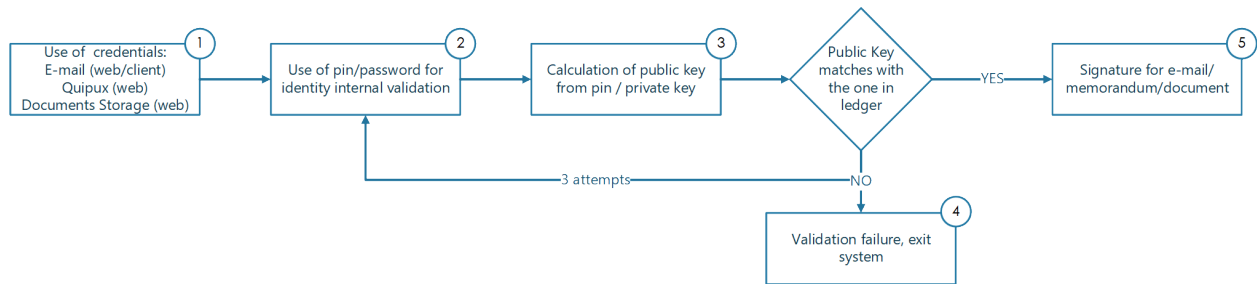 1
Use of credentials:
E-mail (web/client)
Quipux (web)
Documents Storage (web)
2
Use of pin/password for
identity internal validation
3
Calculation of public key
from pin / private key
Public Key
matches with
the one in
ledger
YES
5
Signature for e-mail/
memorandum/document
3 attempts
NO
4
Validation failure, exit
system